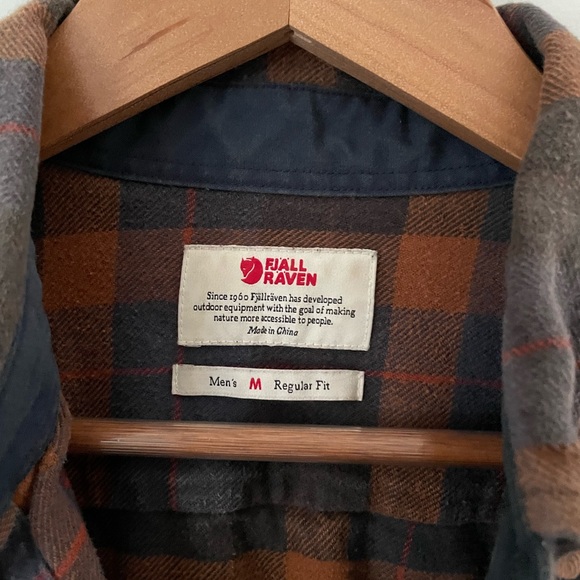 FJÄLL
RÄVEN
Since 1960 Fjällräven has developed
outdoor equipment with the goal of making
nature more accessible to people.
Made in China
Men's M Regular Fit